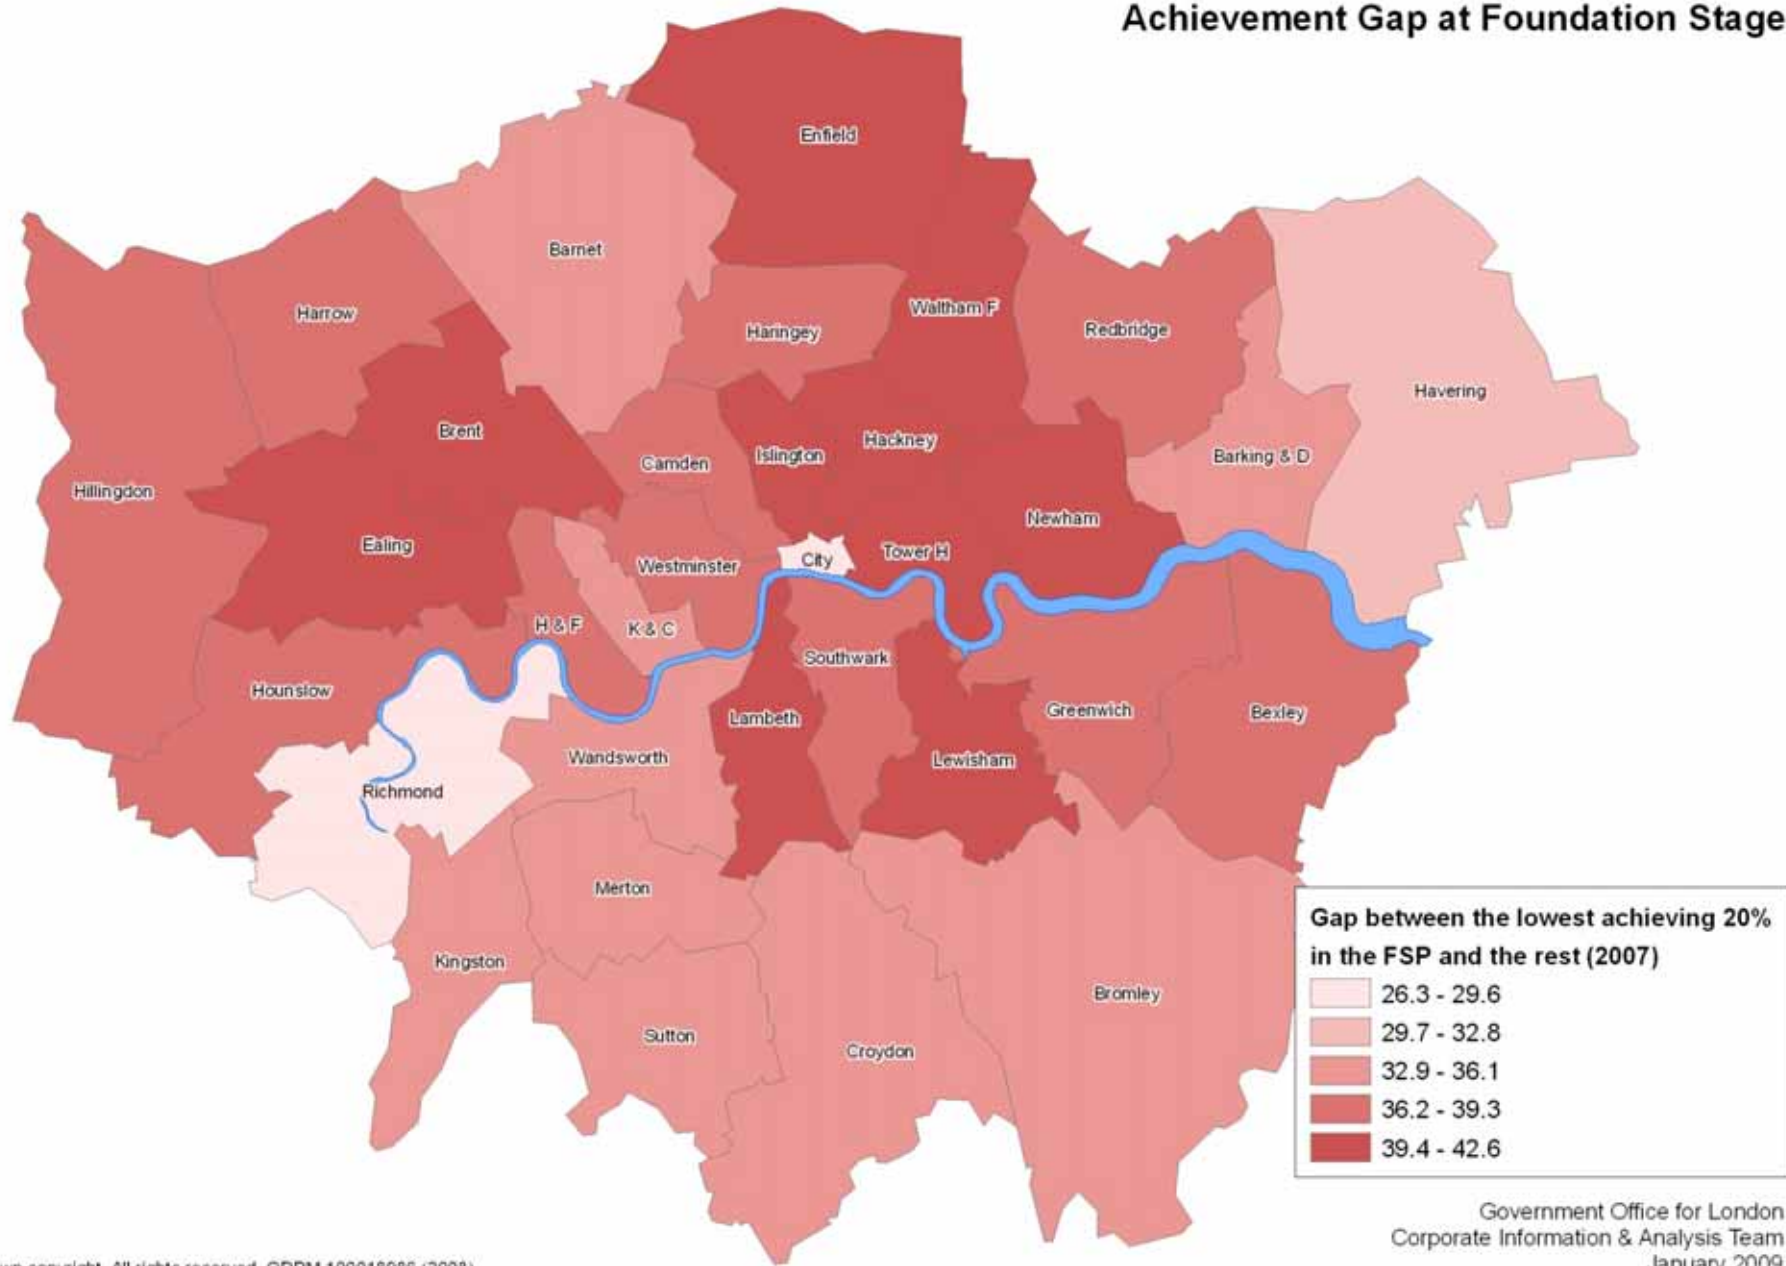 Achievement Gap at Foundation Stage
Enfield
Barnet
Harrow
Waltham F
Haringey
Redbridge
Havering
Brent
Hackney
Islington
Camden
Barking & D
Hillingdon
Newham
Ealing
Tower H
City
Westminster
H & F
K & C
Southwark
Hounslow
Lambeth
Greenwich
Bexley
Wandsworth
Lewisham
Richmond
Merton
Kingston
Bromley
Sutton
Croydon
Gap between the lowest achieving 20%
in the FSP and the rest (2007)
26.3 - 29.6
29.7 - 32.8
32.9 - 36.1
36.2 - 39.3
39.4 - 42.6
Government Office for London
Corporate Information & Analysis Team
January 2009
copyright. All rights reserved.